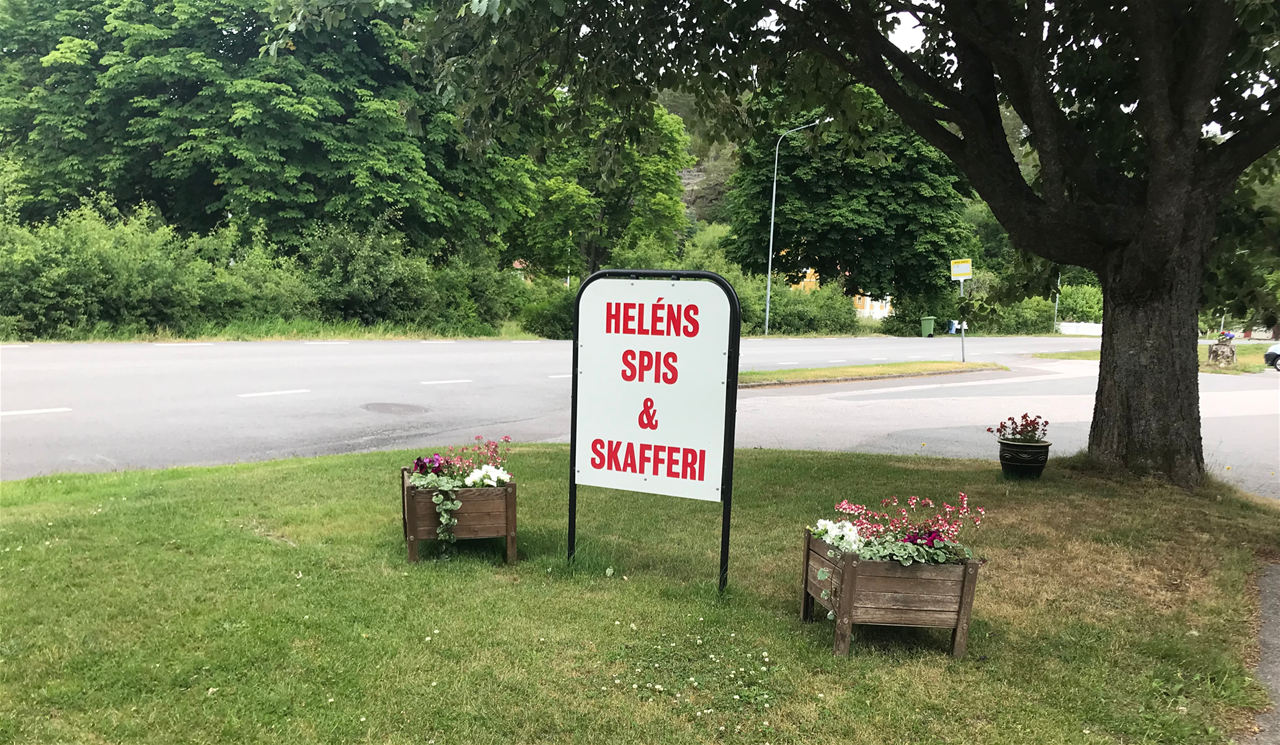 HELÉNS
SPIS
&
SKAFFERI